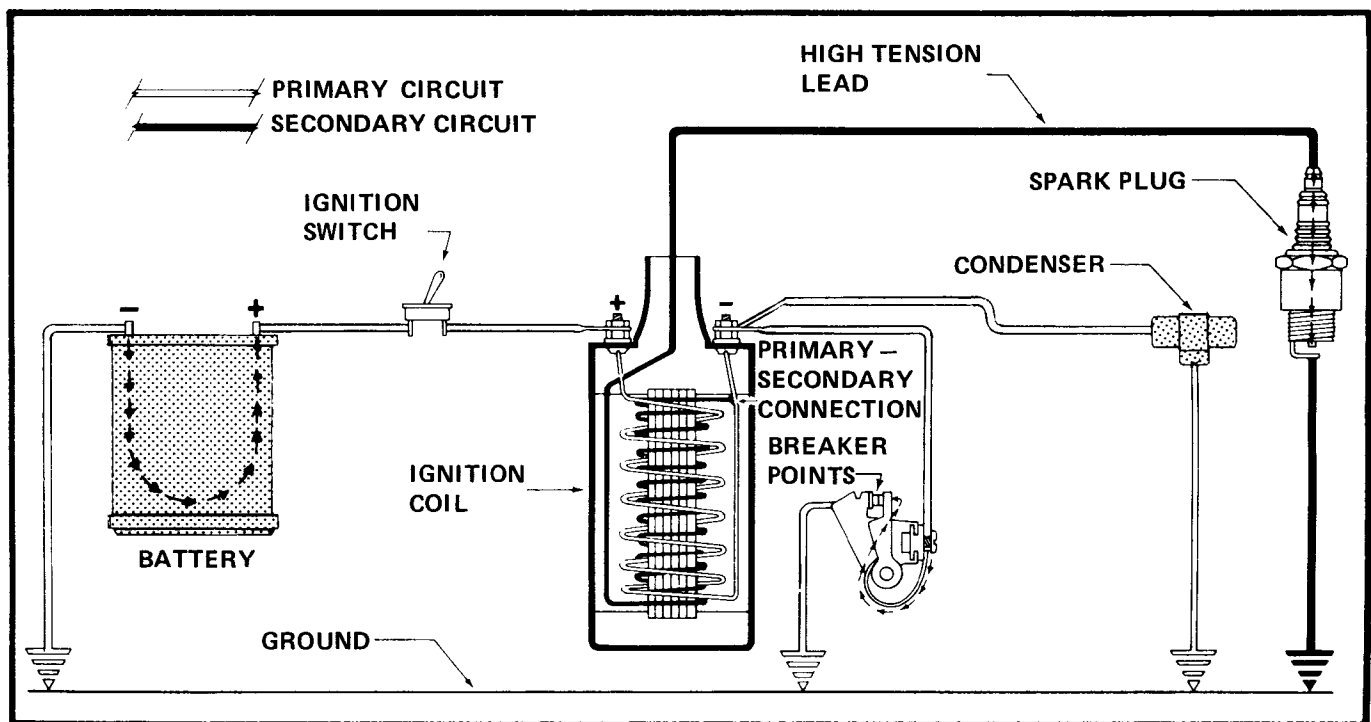 HIGH TENSION
LEAD
PRIMARY CIRCUIT
SECONDARY CIRCUIT
SPARK PLUG
IGNITION
SWITCH
CONDENSER
− +
+ −
PRIMARY –
SECONDARY
CONNECTION
BREAKER
POINTS
IGNITION
COIL
BATTERY
GROUND